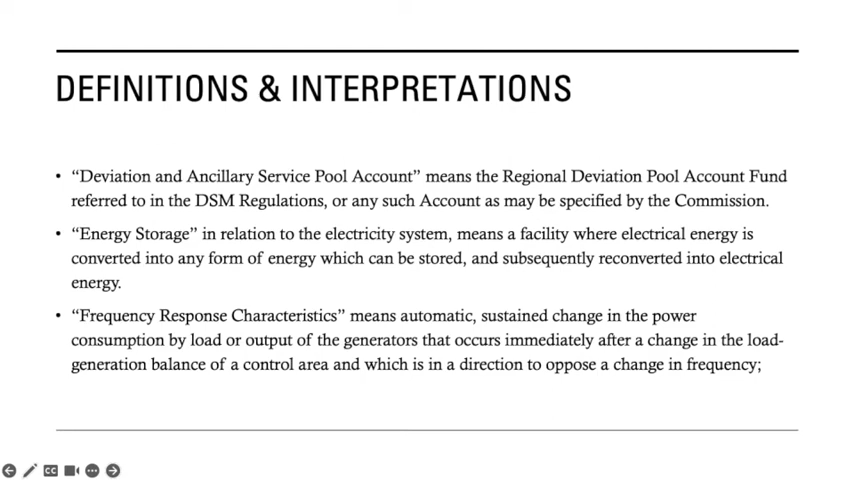 DEFINITIONS & INTERPRETATIONS
• “Deviation and Ancillary Service Pool Account” means the Regional Deviation Pool Account Fund
referred to in the DSM Regulations, or any such Account as may be specified by the Commission.
• “Energy Storage” in relation to the electricity system, means a facility where electrical energy is
converted into any form of energy which can be stored, and subsequently reconverted into electrical
energy.
• “Frequency Response Characteristics” means automatic, sustained change in the power
consumption by load or output of the generators that occurs immediately after a change in the load-
generation balance of a control area and which is in a direction to oppose a change in frequency;
CC